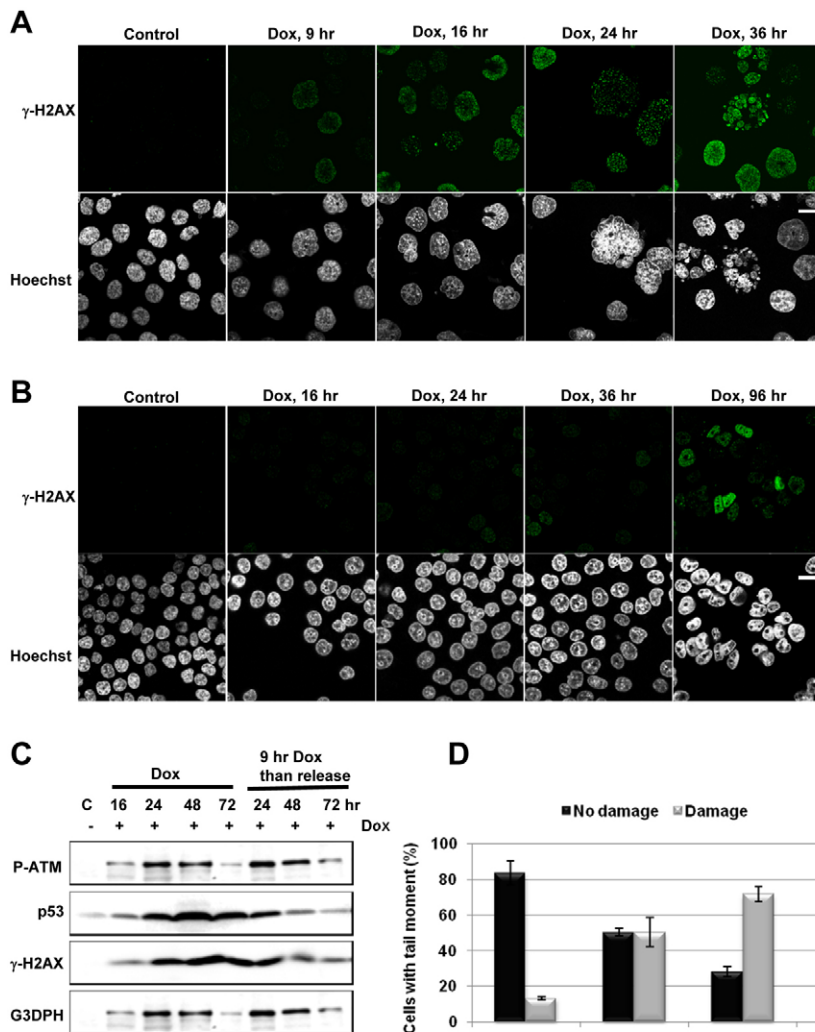 A
Control Dox, 9 hr Dox, 16 hr Dox, 24 hr Dox, 36 hr
γ-H2AX
Hoechst
B
Control Dox, 16 hr Dox, 24 hr Dox, 36 hr Dox, 96 hr
γ-H2AX
Hoechst
C
Dox
9 hr Dox
than release
C 16 24 48 72 24 48 72 hr
- + + + + + + + Dox
P-ATM
p53
γ-H2AX
G3DPH
D
No damage Damage
Cells with tail moment (%)
100
80
60
40
20
0